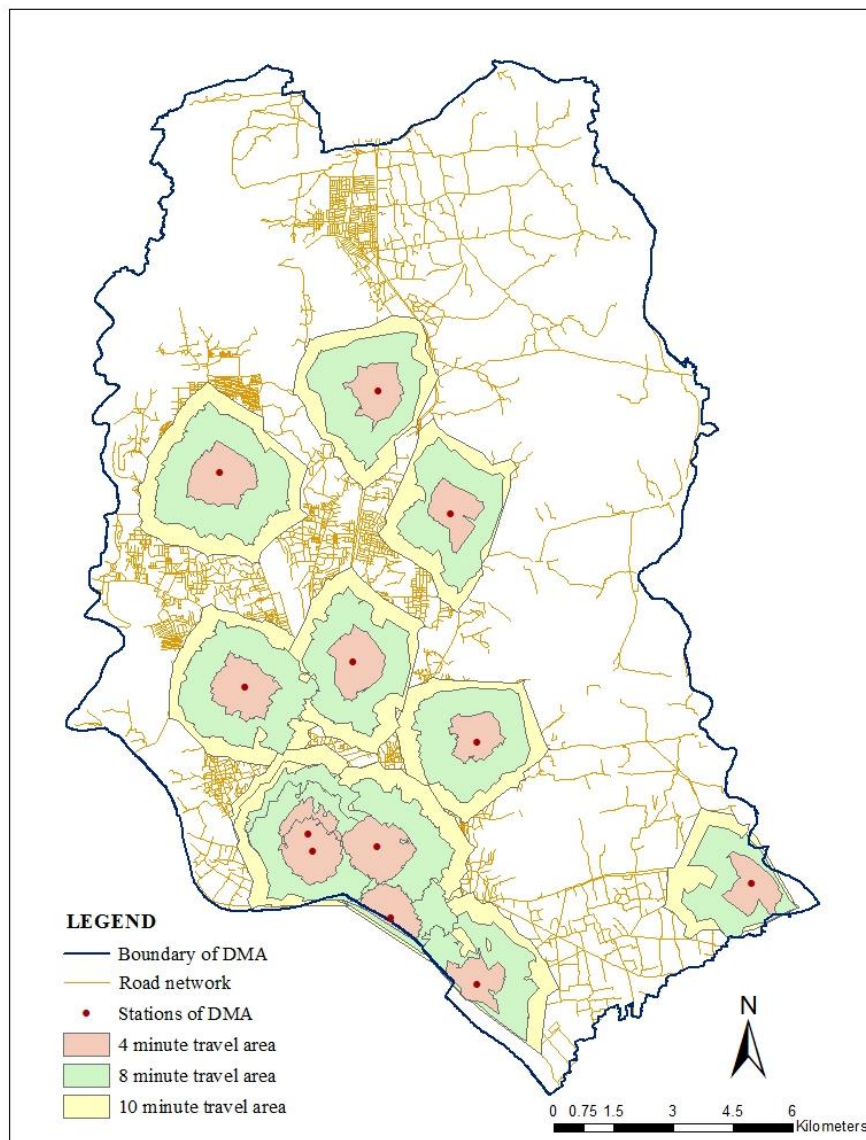 LEGEND
Boundary of DMA
Road network
Stations of DMA
4 minute travel area
8 minute travel area
10 minute travel area
N
0 0.75 1.5 3 4.5 6
Kilometers